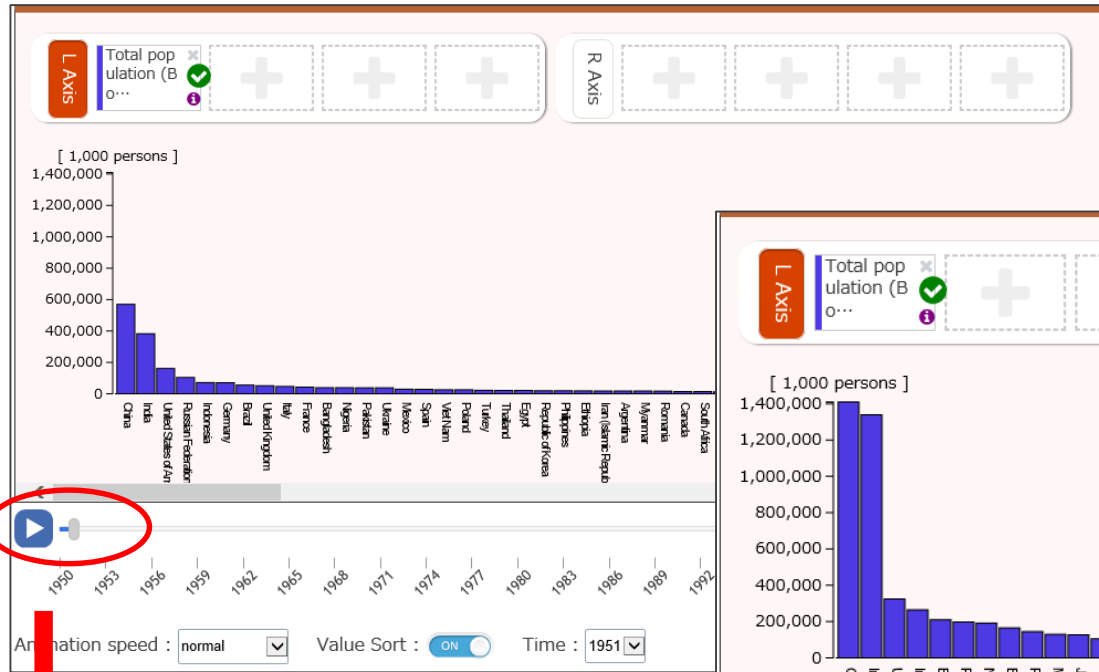 L Axis
Total pop
ulation (B
o…
R Axis
[ 1,000 persons ]
1,400,000
1,200,000
1,000,000
800,000
600,000
400,000
200,000
0
China
India
United States of Am
Russian Federation
Indonesia
Germany
Brazil
United Kingdom
Italy
France
Bangladesh
Nigeria
Pakistan
Ukraine
Mexico
Spain
Viet Nam
Poland
Turkey
Thailand
Egypt
Republic of Korea
Philippines
Ethiopia
Iran (Islamic Repub
Argentina
Myanmar
Romania
Canada
South Africa
1950
1953
1956
1959
1962
1965
1968
1971
1974
1977
1980
1983
1986
1989
1992
Animation speed : normal
Value Sort : ON
Time : 1951
L Axis
Total pop
ulation (B
o…
[ 1,000 persons ]
1,400,000
1,200,000
1,000,000
800,000
600,000
400,000
200,000
0